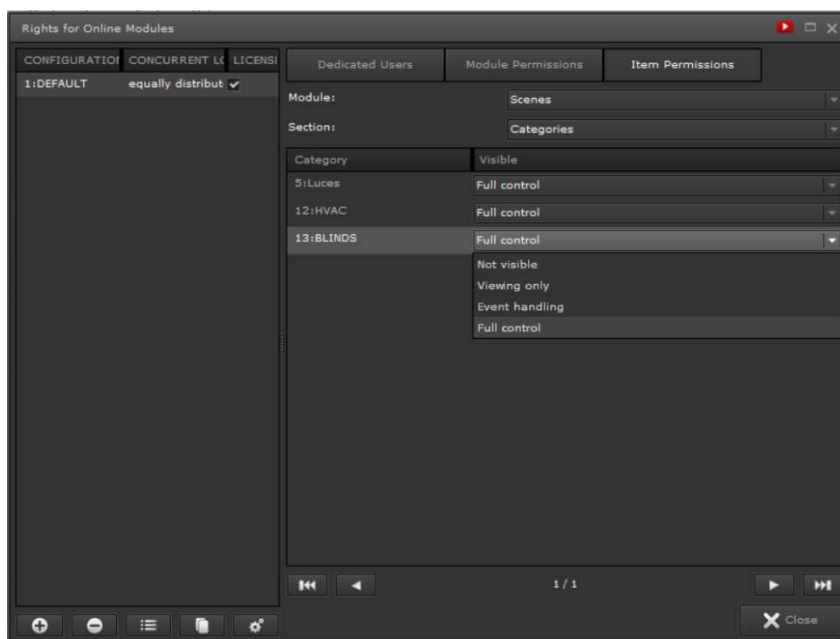 Rights for Online Modules
CONFIGURATION CONCURRENT LO LICENSI
1:DEFAULT equally distribut
Dedicated Users Module Permissions Item Permissions
Module: Scenes
Section: Categories
Category Visible
5:Luces Full control
12:HVAC Full control
13:BLINDS Full control
Not visible
Viewing only
Event handling
Full control
1 / 1
Close